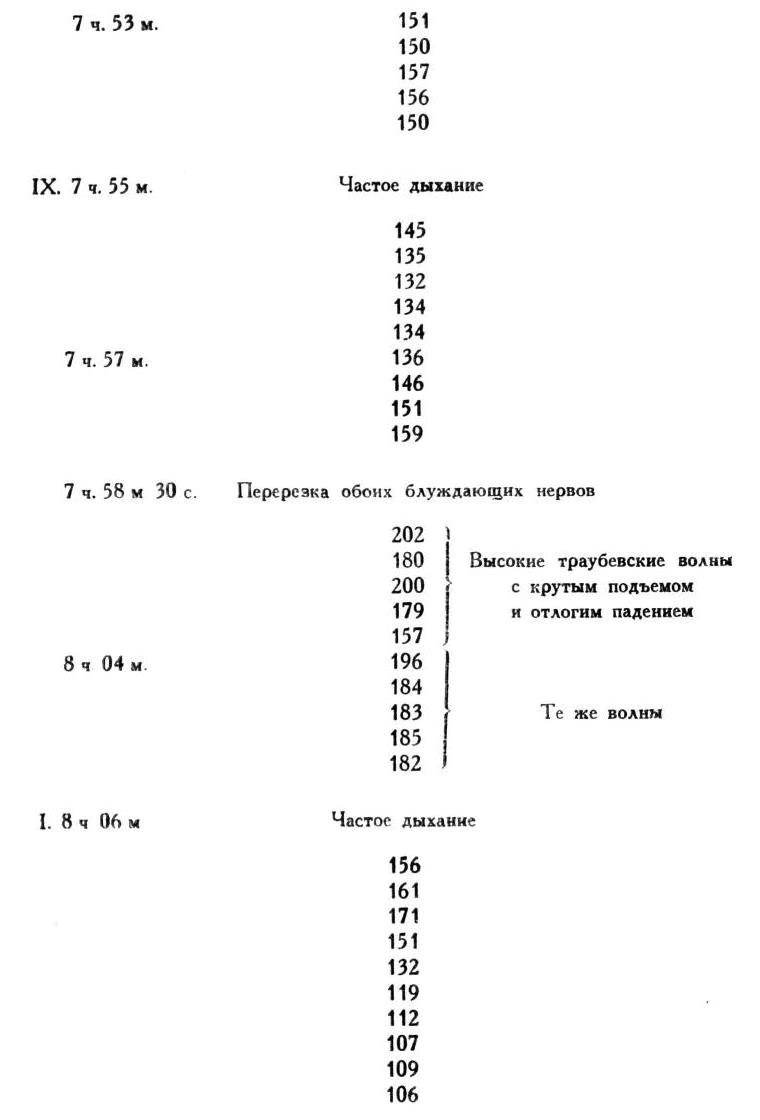 7 ч. 53 м. 151
150
157
156
150
IX. 7 ч. 55 м. Частое дыхание
145
135
132
134
134
7 ч. 57 м. 136
146
151
159
7 ч. 58 м 30 с. Перерезка обоих блуждающих нервов
202
180 Высокие траубевские волны
200 с крутым подъемом
179 и отлогим падением
157
8 ч 04 м. 196
184
183 Те же волны
185
182
I. 8 ч 06 м Частое дыхание
156
161
171
151
132
119
112
107
109
106